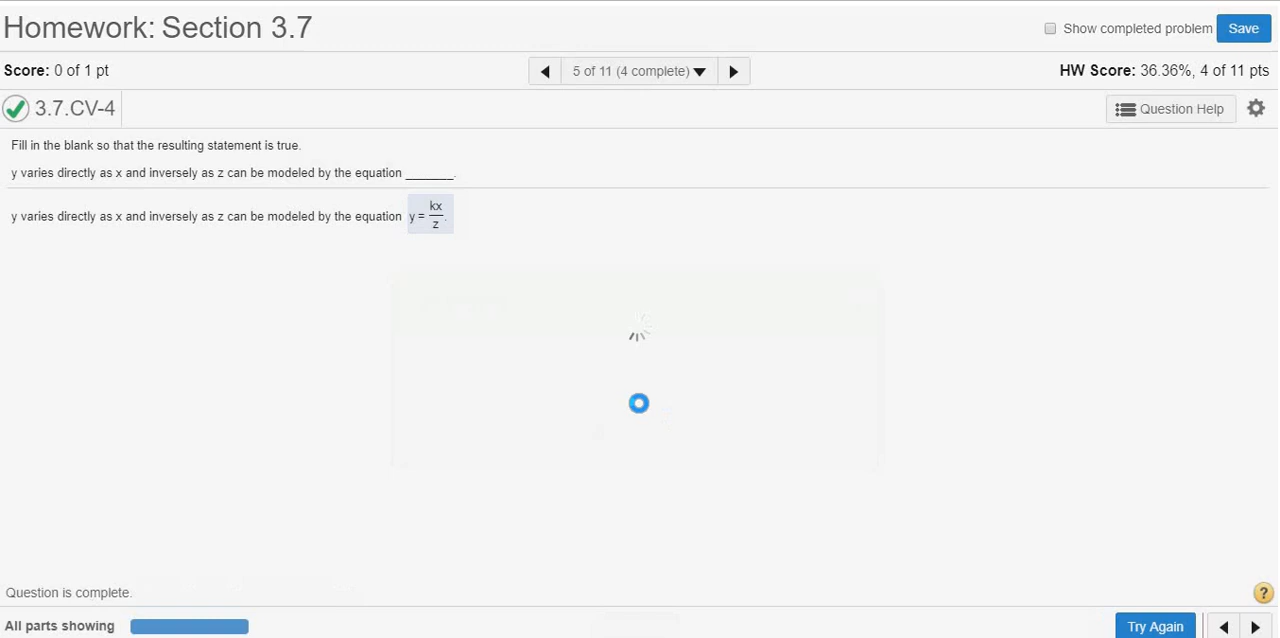 Homework: Section 3.7
Show completed problem
Save
Score: 0 of 1 pt
5 of 11 (4 complete)
HW Score: 36.36%, 4 of 11 pts
3.7.CV-4
Question Help
Fill in the blank so that the resulting statement is true.
y varies directly as x and inversely as z can be modeled by the equation _______.
y varies directly as x and inversely as z can be modeled by the equation y = kx/z.
Question is complete.
?
All parts showing
Try Again